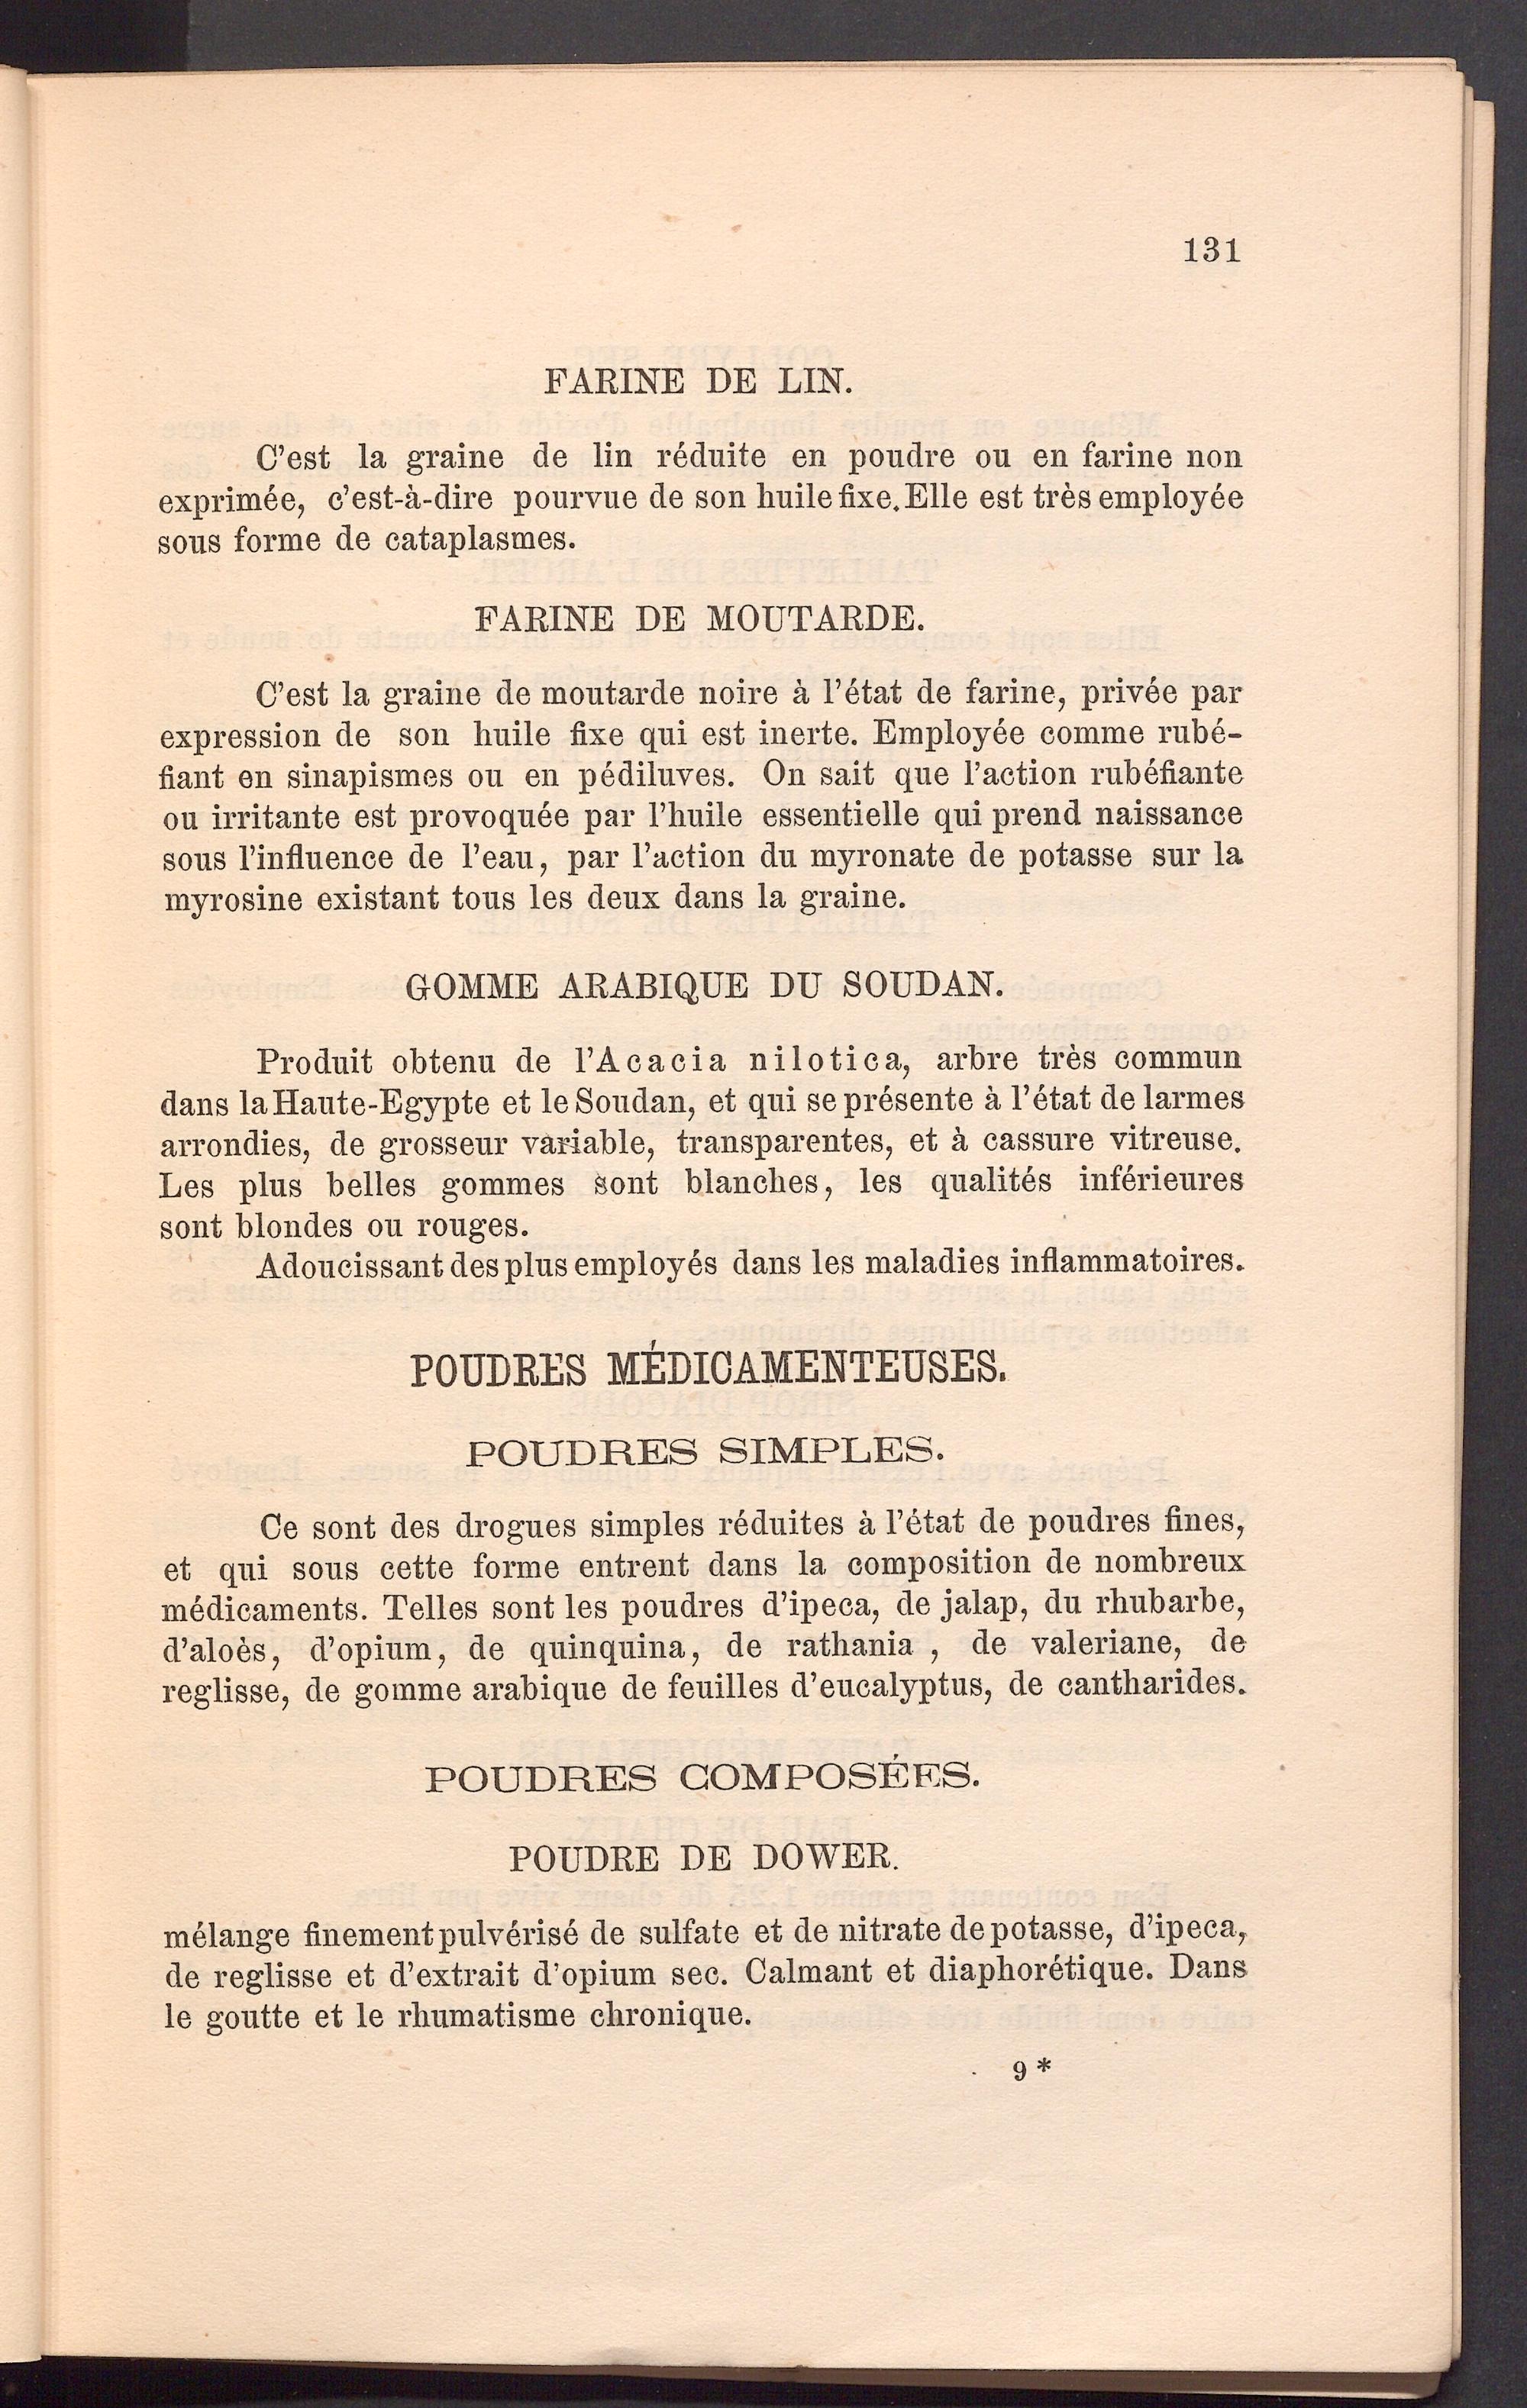 131
FARINE DE LIN.
C'est la graine de lin réduite en poudre ou en farine non
exprimée, c'est-à-dire pourvue de son huile fixe. Elle est très employée
sous forme de cataplasmes.
FARINE DE MOUTARDE.
C'est la graine de moutarde noire à l'état de farine, privée par
expression de son huile fixe qui est inerte. Employée comme rubé-
fiant en sinapismes ou en pédiluves. On sait que l'action rubéfiante
ou irritante est provoquée par l'huile essentielle qui prend naissance
sous l'influence de l'eau, par l'action du myronate de potasse sur la
myrosine existant tous les deux dans la graine.
GOMME ARABIQUE DU SOUDAN.
Produit obtenu de l'Acacia nilotica, arbre très commun
dans la Haute-Egypte et le Soudan, et qui se présente à l'état de larmes
arrondies, de grosseur variable, transparentes, et à cassure vitreuse.
Les plus belles gommes sont blanches, les qualités inférieures
sont blondes ou rouges.
Adoucissant des plus employés dans les maladies inflammatoires.
POUDRES MÉDICAMENTEUSES.
POUDRES SIMPLES.
Ce sont des drogues simples réduites à l'état de poudres fines,
et qui sous cette forme entrent dans la composition de nombreux
médicaments. Telles sont les poudres d'ipeca, de jalap, du rhubarbe,
d'aloès, d'opium, de quinquina, de rathania , de valeriane, de
reglisse, de gomme arabique de feuilles d'eucalyptus, de cantharides.
POUDRES COMPOSÉES.
POUDRE DE DOWER.
mélange finement pulvérisé de sulfate et de nitrate de potasse, d'ipeca,
de reglisse et d'extrait d'opium sec. Calmant et diaphorétique. Dans
le goutte et le rhumatisme chronique.
9 *